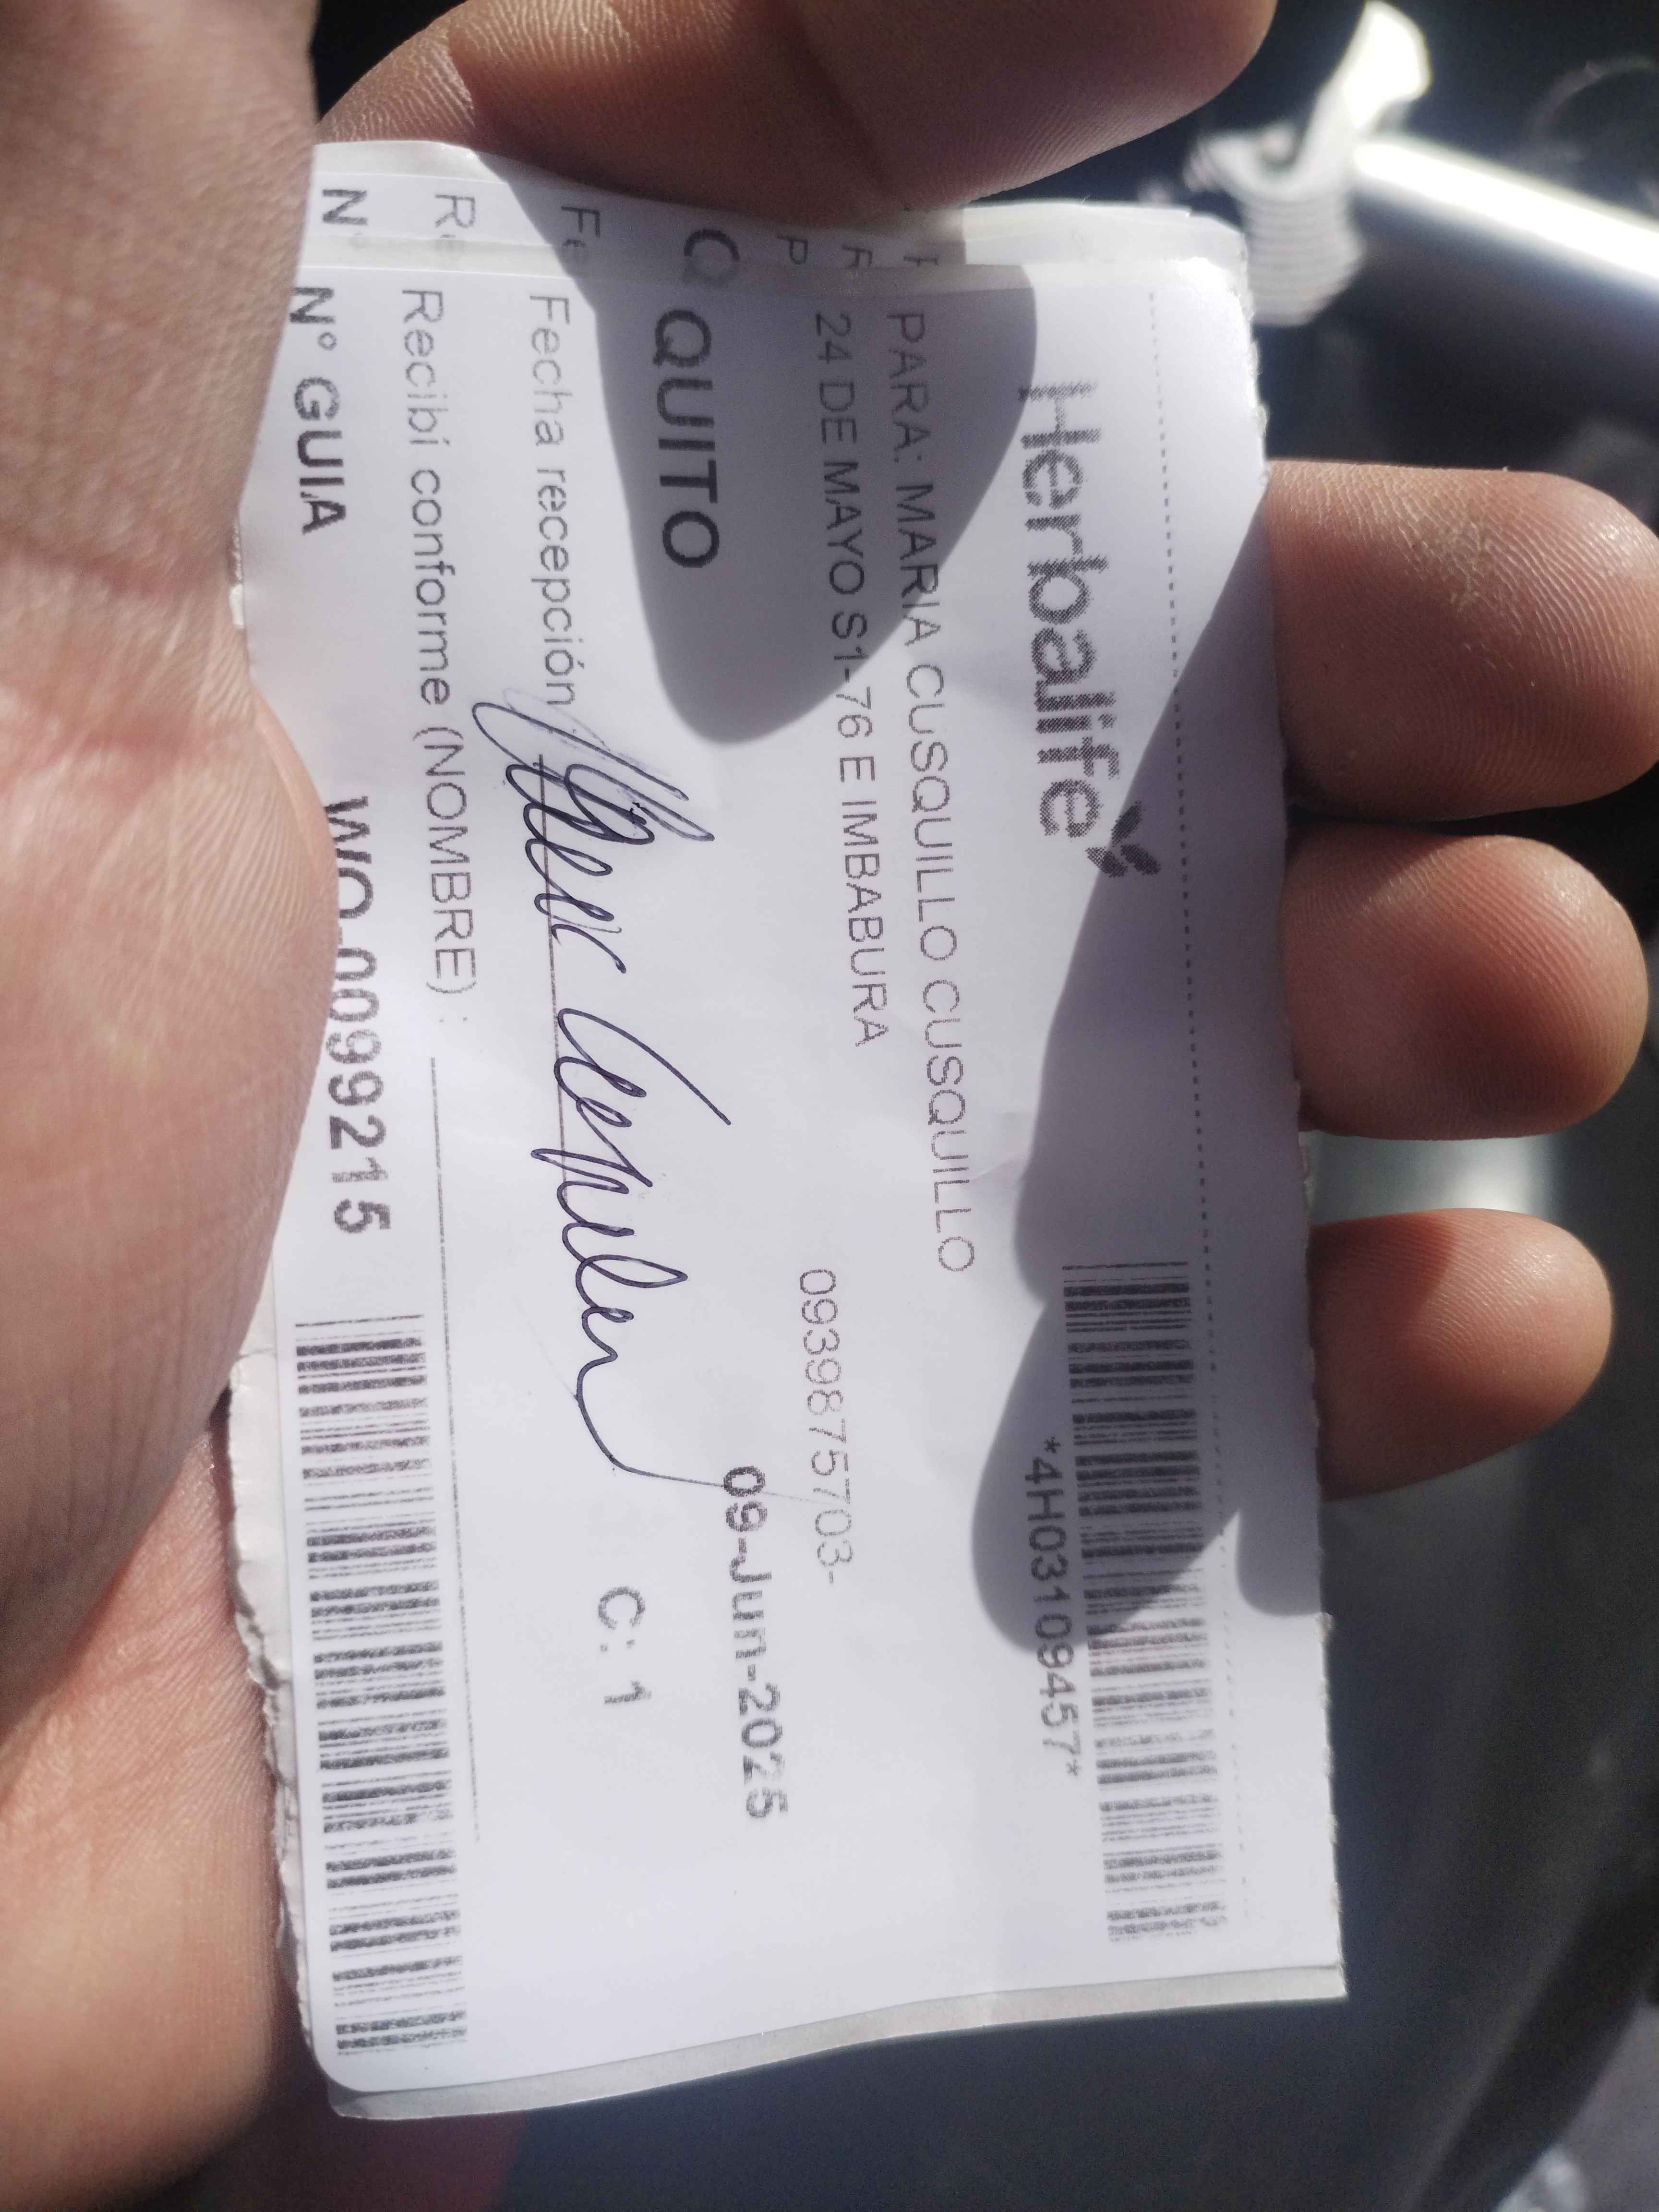 Herbalife
*4H03109457*
PARA: MARIA CUSQUILLO CUSQUILLO
24 DE MAYO S1-76 E IMBABURA
0939875703-
QUITO
09-Jun-2025
C: 1
Fecha recepción
Recibí conforme (NOMBRE) :
N° GUIA
WO-0099215